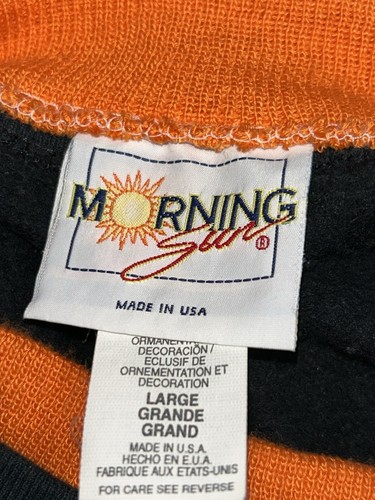 MORNING
Sun®
MADE IN USA
ORMANENTAL
DECORACIÓN/
ECLUSIF DE
ORNEMENTATION ET
DECORATION
LARGE
GRANDE
GRAND
MADE IN U.S.A.
HECHO EN E.U.A.
FABRIQUE AUX ETATS-UNIS
FOR CARE SEE REVERSE